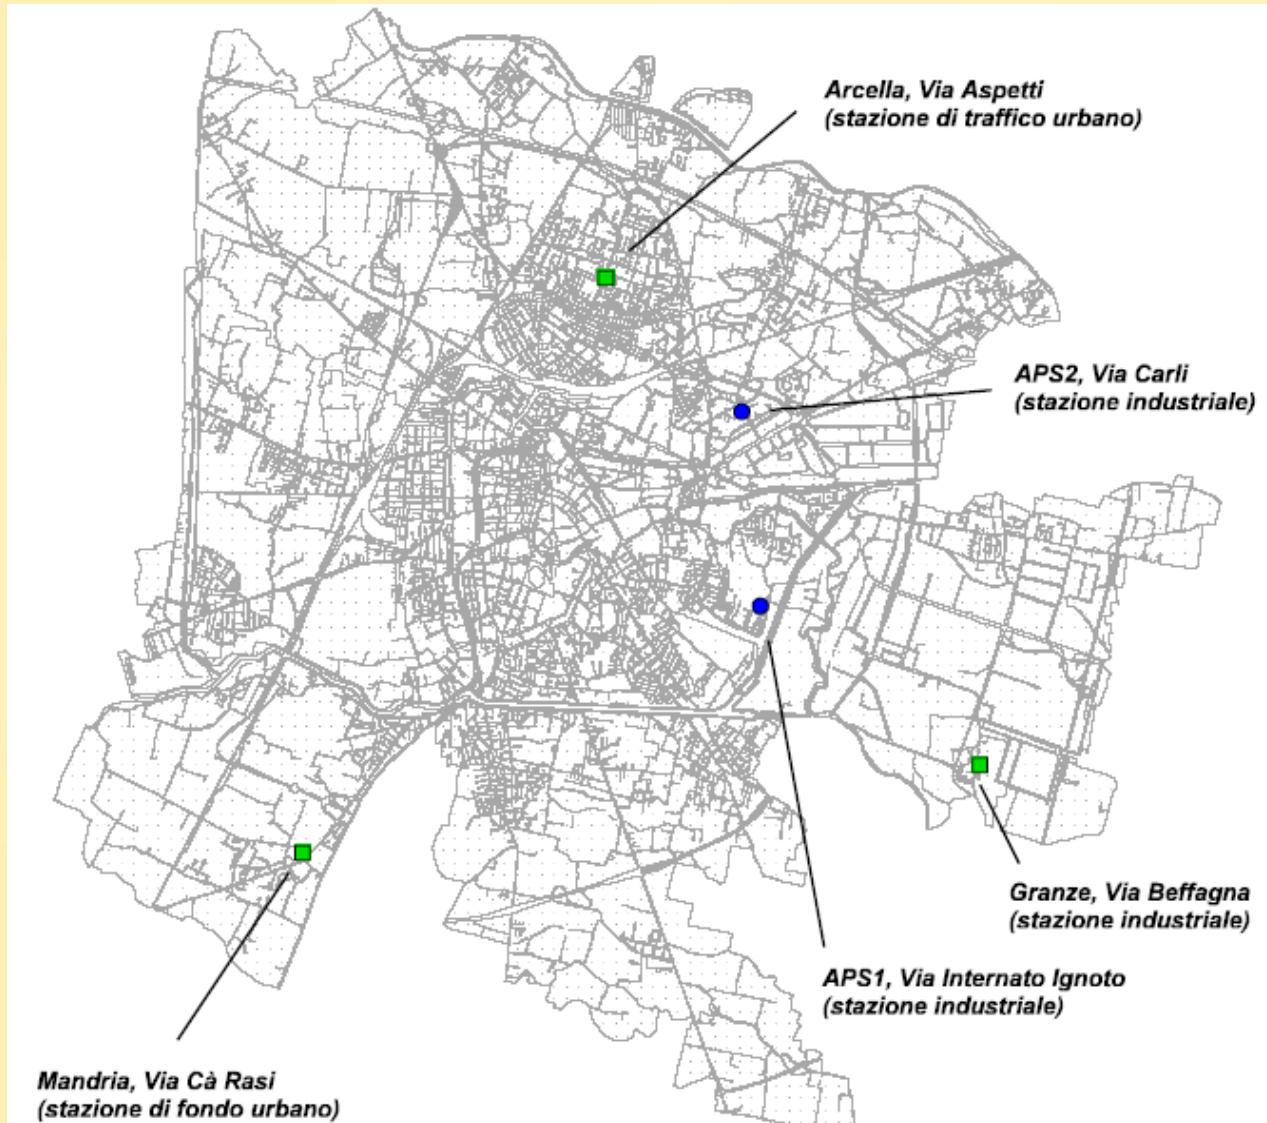 Arcella, Via Aspetti
(stazione di traffico urbano)
APS2, Via Carli
(stazione industriale)
Granze, Via Beffagna
(stazione industriale)
APS1, Via Internato Ignoto
(stazione industriale)
Mandria, Via Cà Rasi
(stazione di fondo urbano)